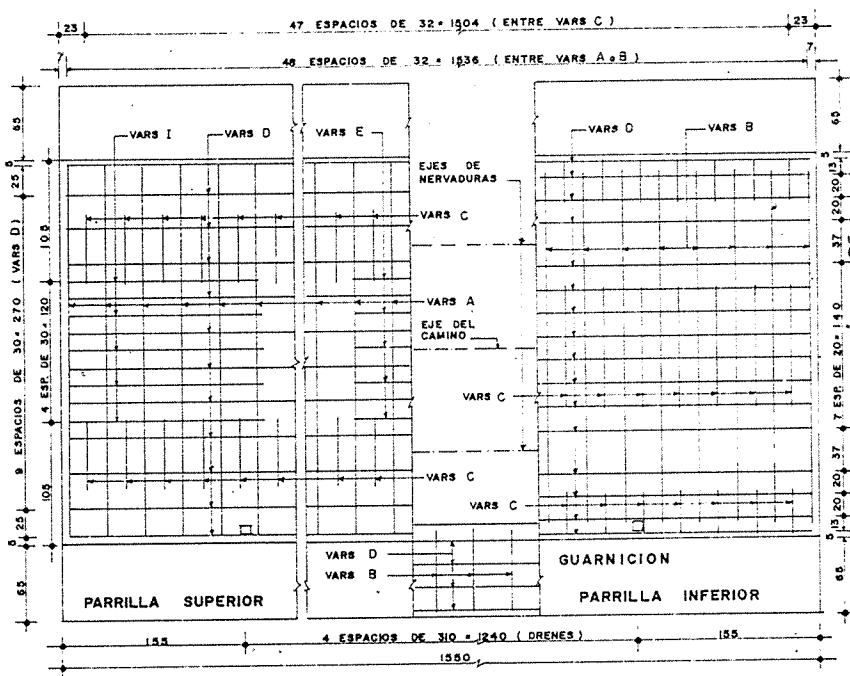 23
47 ESPACIOS DE 32 = 1504 (ENTRE VARS C)
23
7
48 ESPACIOS DE 32 = 1536 (ENTRE VARS A o B)
7
65
VARS I
VARS D
VARS E
VARS D
VARS B
65
5
25
EJES DE
NERVADURAS
5
13
20
20
VARS C
105
37
9 ESPACIOS DE 30 = 270 (VARS D)
4 ESP. DE 30 = 120
VARS A
EJE DEL
CAMINO
7 ESP. DE 20 = 140
VARS C
105
VARS C
37
20
20
VARS C
25
5
13
5
65
VARS D
VARS B
GUARNICION
65
PARRILLA SUPERIOR
PARRILLA INFERIOR
155
4 ESPACIOS DE 310 = 1240 (DRENES)
155
1550